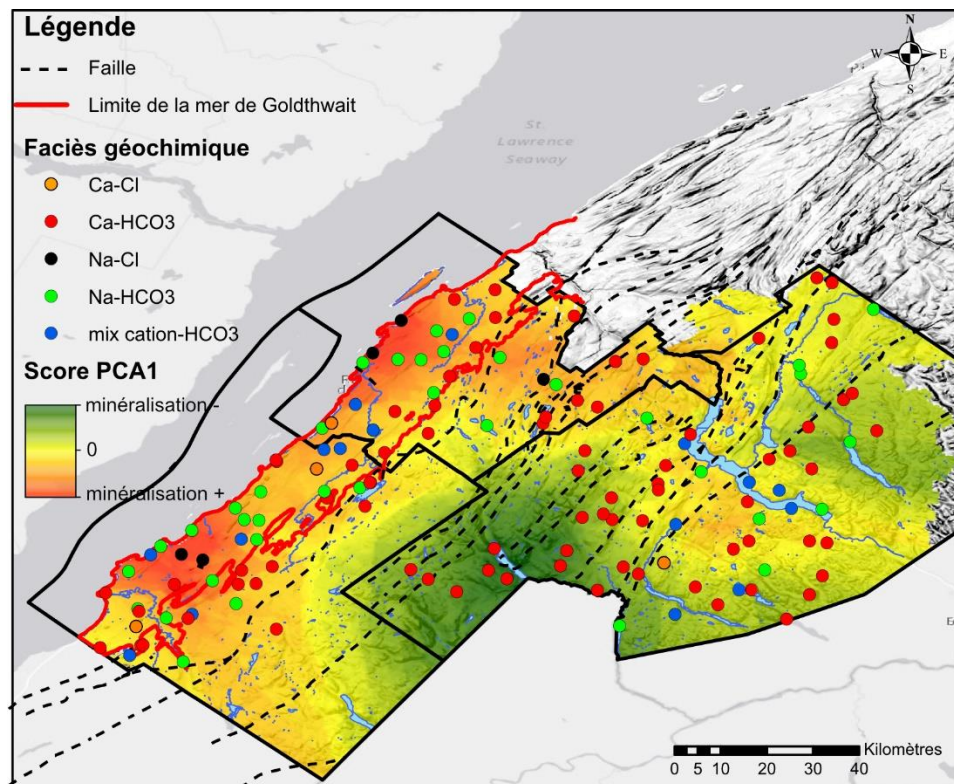 Légende
Faille
Limite de la mer de Goldthwait
Faciès géochimique
Ca-Cl
Ca-HCO3
Na-Cl
Na-HCO3
mix cation-HCO3
Score PCA1
minéralisation -
0
minéralisation +
N
W
E
S
St.
Lawrence
Seaway
Kilomètres
0 5 10 20 30 40